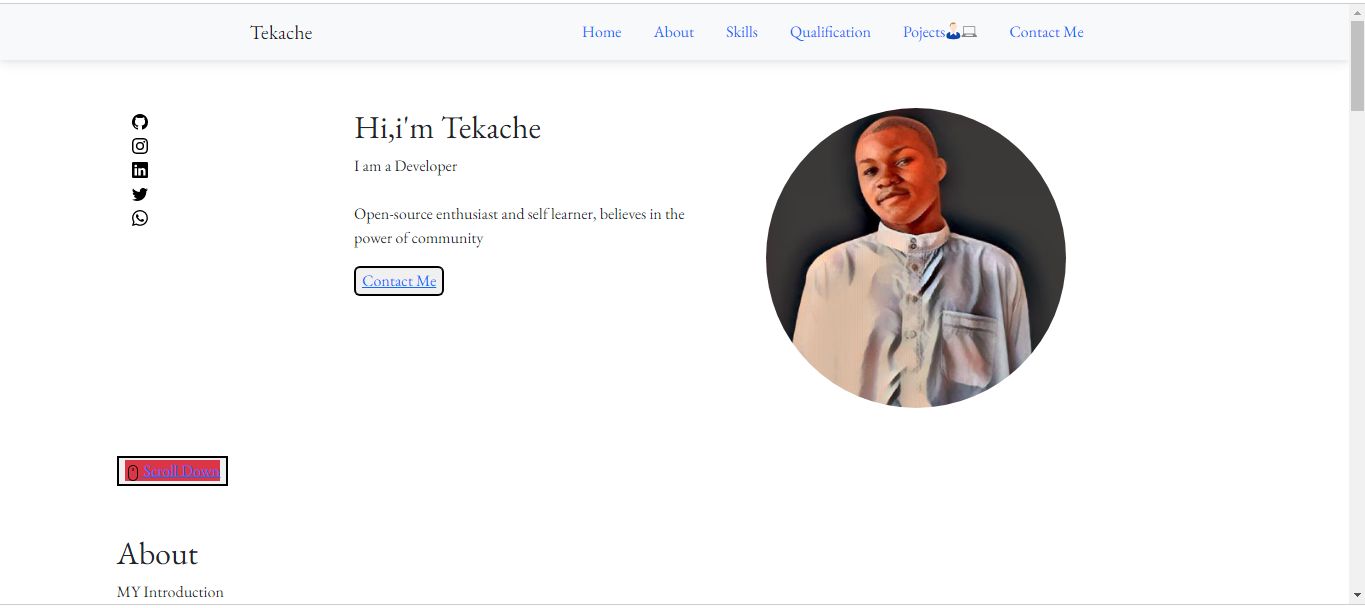 Tekache
Home About Skills Qualification Pojects Contact Me
Hi,i'm Tekache
I am a Developer
Open-source enthusiast and self learner, believes in the
power of community
Contact Me
Scroll Down
About
MY Introduction